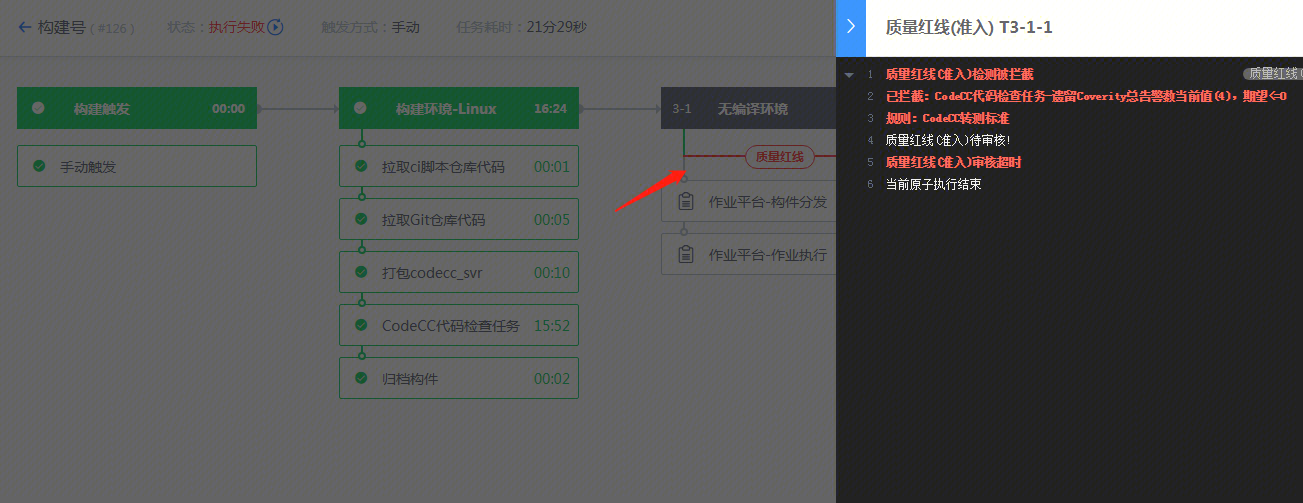 构建号 ( #126 ) 状态：执行失败 触发方式：手动 任务耗时：21分29秒
构建触发 00:00
手动触发
构建环境-Linux 16:24
拉取ci脚本仓库代码 00:01
拉取Git仓库代码 00:05
打包codecc_svr 00:10
CodeCC代码检查任务 15:52
归档构件 00:02
3-1 无编译环境
质量红线
作业平台-构件分发
作业平台-作业执行
质量红线(准入) T3-1-1
质量红线(
1 质量红线(准入)检测被拦截
2 已拦截：CodeCC代码检查任务-遗留Coverity总告警数当前值(4)，期望<=0
3 规则：CodeCC转测标准
4 质量红线(准入)待审核!
5 质量红线(准入)审核超时
6 当前原子执行结束